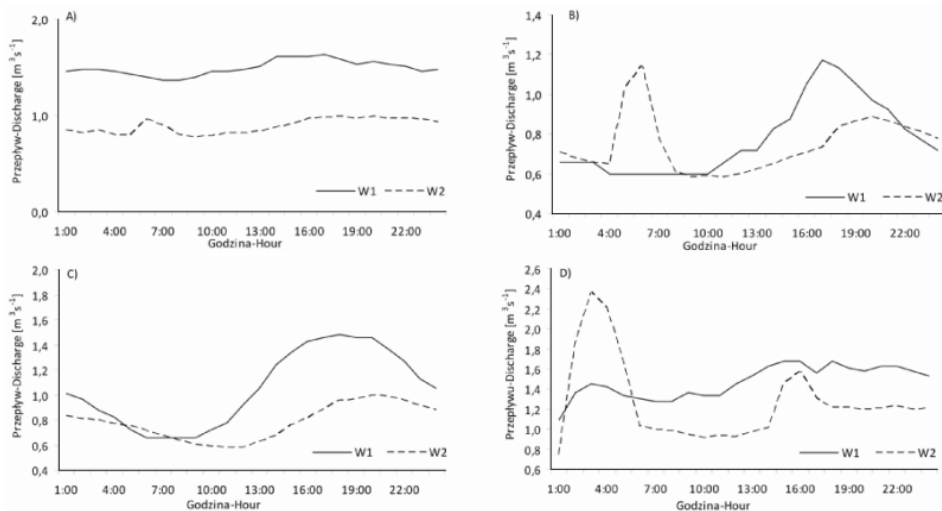 A)
Przepływ-Discharge [m³s⁻¹]
2,0
1,0
0,0
W1 W2
1:00 4:00 7:00 10:00 13:00 16:00 19:00 22:00
Godzina-Hour
B)
Przepływ-Discharge [m³s⁻¹]
1,4
1,2
1,0
0,8
0,6
0,4
W1 W2
1:00 4:00 7:00 10:00 13:00 16:00 19:00 22:00
Godzina-Hour
C)
Przepływ-Discharge [m³s⁻¹]
2,0
1,8
1,6
1,4
1,2
1,0
0,8
0,6
0,4
W1 W2
1:00 4:00 7:00 10:00 13:00 16:00 19:00 22:00
Godzina-Hour
D)
Przepływu-Discharge [m³s⁻¹]
2,6
2,4
2,2
2,0
1,8
1,6
1,4
1,2
1,0
0,8
0,6
W1 W2
1:00 4:00 7:00 10:00 13:00 16:00 19:00 22:00
Godzina-Hour